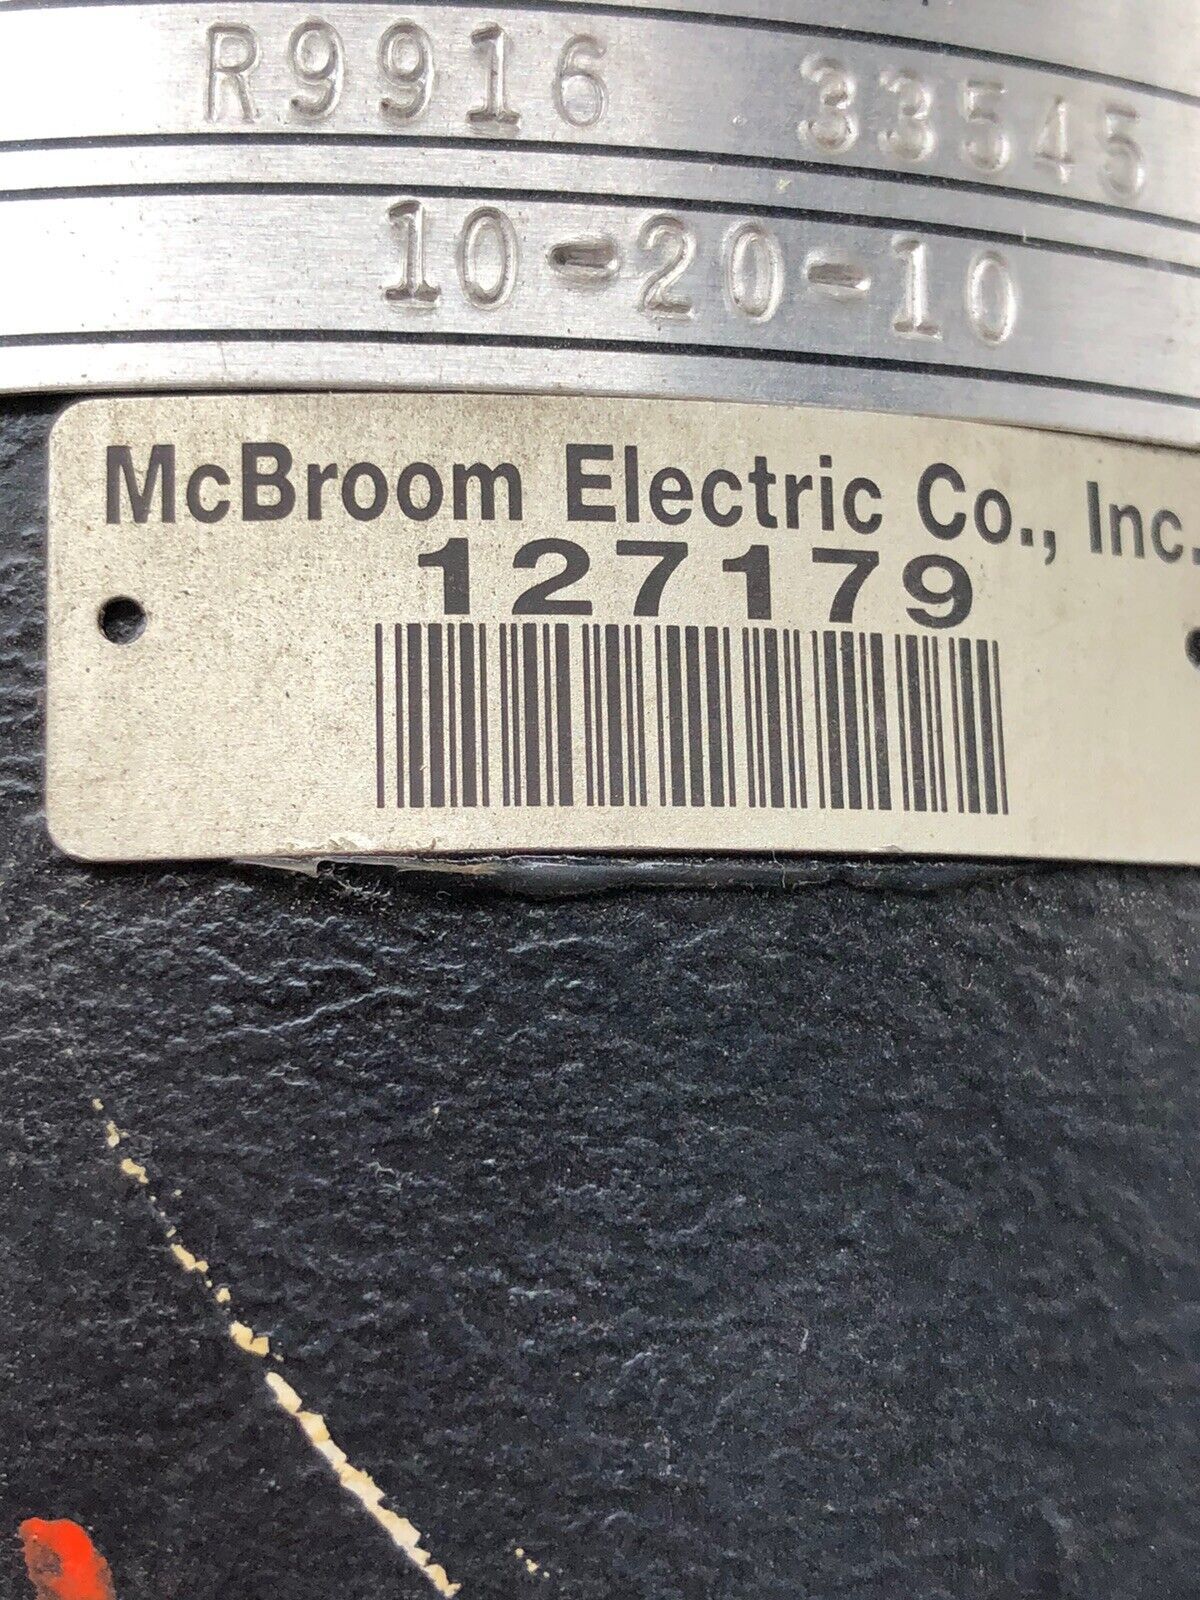 R9916 33545
10-20-10
McBroom Electric Co., Inc.
127179